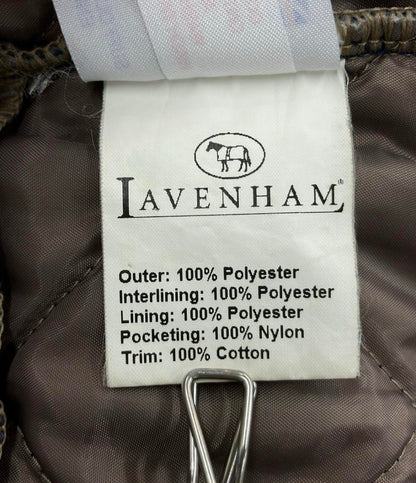 LAVENHAM®
Outer: 100% Polyester
Interlining: 100% Polyester
Lining: 100% Polyester
Pocketing: 100% Nylon
Trim: 100% Cotton